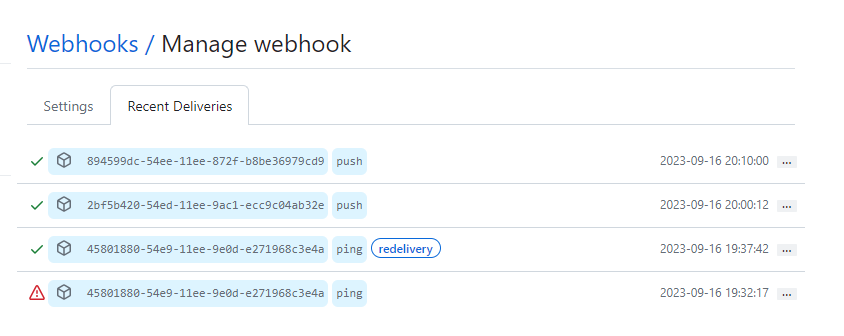 Webhooks / Manage webhook
Settings Recent Deliveries
894599dc-54ee-11ee-872f-b8be36979cd9 push 2023-09-16 20:10:00 ...
2bf5b420-54ed-11ee-9ac1-ecc9c04ab32e push 2023-09-16 20:00:12 ...
45801880-54e9-11ee-9e0d-e271968c3e4a ping redelivery 2023-09-16 19:37:42 ...
45801880-54e9-11ee-9e0d-e271968c3e4a ping 2023-09-16 19:32:17 ...